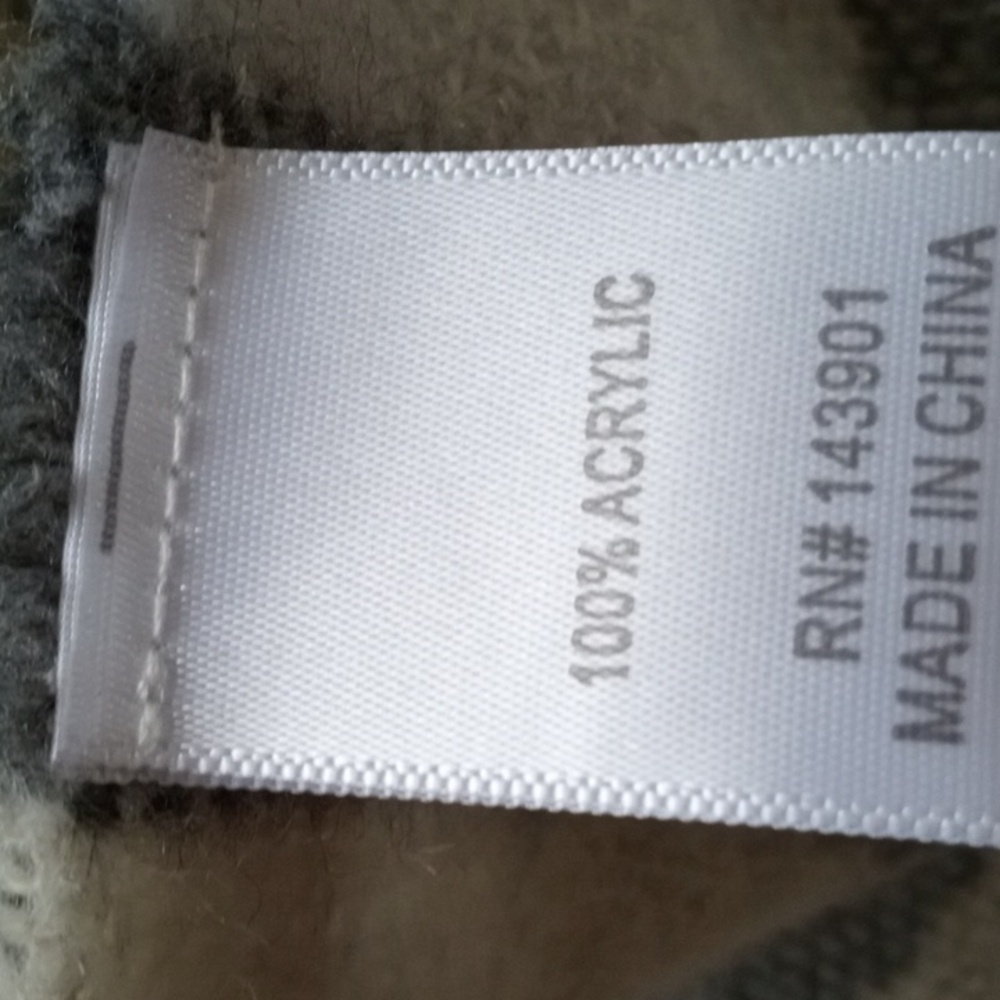 100% ACRYLIC
RN# 143901
MADE IN CHINA